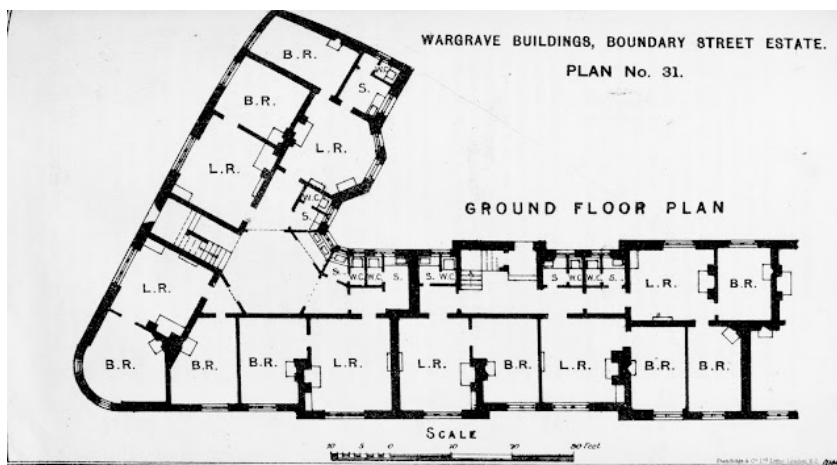 WARGRAVE BUILDINGS, BOUNDARY STREET ESTATE.
PLAN No. 31.
B.R.
W.C.
S.
B.R.
L.R.
L.R.
W.C.
S.
GROUND FLOOR PLAN
S. W.C. W.C. S. S. W.C. S W.C. W.C. S.
L.R. L.R. B.R.
B.R. B.R. B.R. L.R. L.R. B.R. L.R. B.R. B.R.
SCALE
10 5 0 10 20 30 Feet